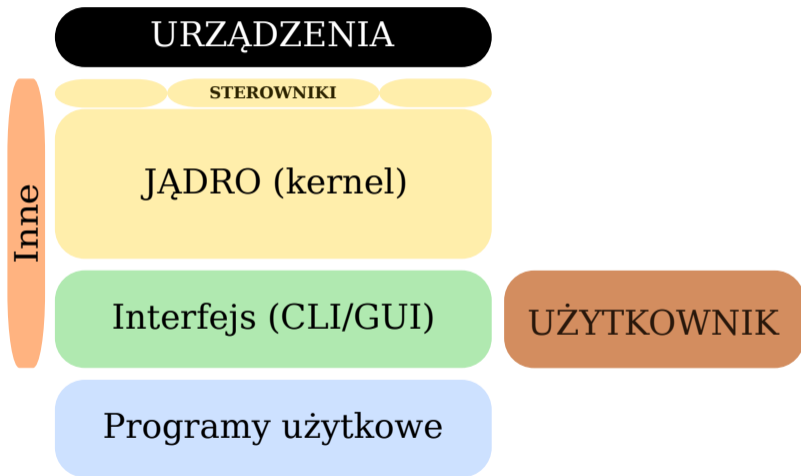 URZĄDZENIA
STEROWNIKI
JĄDRO (kernel)
Inne
Interfejs (CLI/GUI)
UŻYTKOWNIK
Programy użytkowe